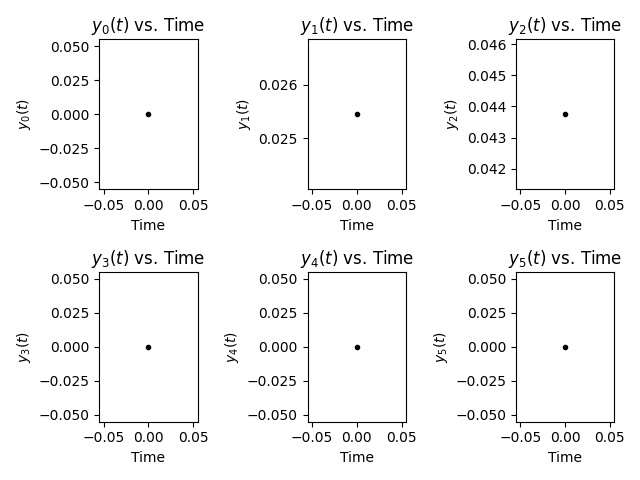 y₀(t) vs. Time
y₁(t) vs. Time
y₂(t) vs. Time
y₀(t)
0.050
0.025
0.000
−0.025
−0.050
−0.05 0.00 0.05
Time
y₁(t)
0.026
0.025
−0.05 0.00 0.05
Time
y₂(t)
0.046
0.045
0.044
0.043
0.042
−0.05 0.00 0.05
Time
y₃(t) vs. Time
y₄(t) vs. Time
y₅(t) vs. Time
y₃(t)
0.050
0.025
0.000
−0.025
−0.050
−0.05 0.00 0.05
Time
y₄(t)
0.050
0.025
0.000
−0.025
−0.050
−0.05 0.00 0.05
Time
y₅(t)
0.050
0.025
0.000
−0.025
−0.050
−0.05 0.00 0.05
Time